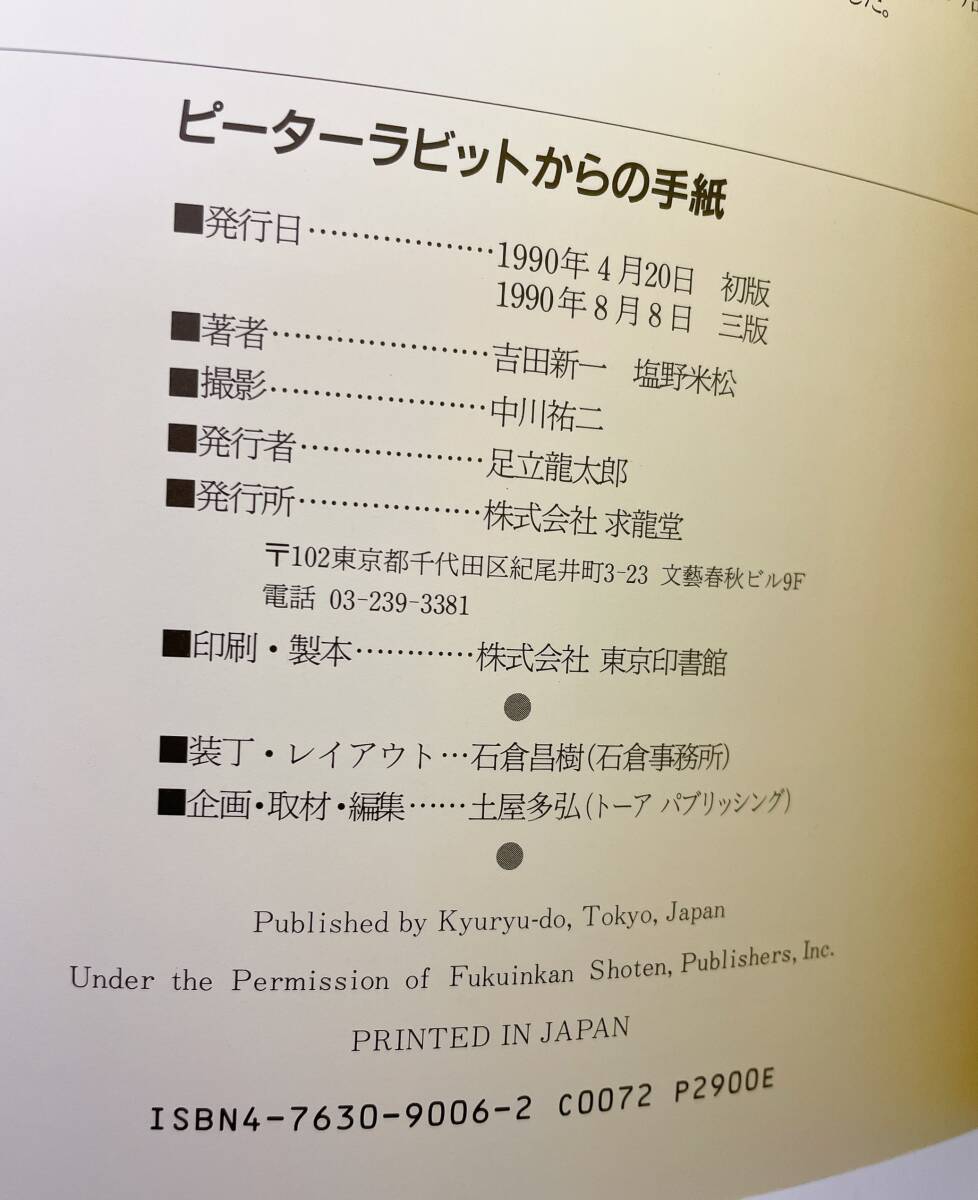 した。
ピーターラビットからの手紙
■発行日………………1990年4月20日 初版
1990年8月8日 三版
■著者…………………吉田新一 塩野米松
■撮影…………………中川祐二
■発行者………………足立龍太郎
■発行所………………株式会社 求龍堂
〒102東京都千代田区紀尾井町3-23 文藝春秋ビル9F
電話 03-239-3381
■印刷・製本…………株式会社 東京印書館
●
■装丁・レイアウト…石倉昌樹(石倉事務所)
■企画・取材・編集……土屋多弘(トーア パブリッシング)
●
Published by Kyuryu-do, Tokyo, Japan
Under the Permission of Fukuinkan Shoten, Publishers, Inc.
PRINTED IN JAPAN
ISBN4-7630-9006-2 C0072 P2900E